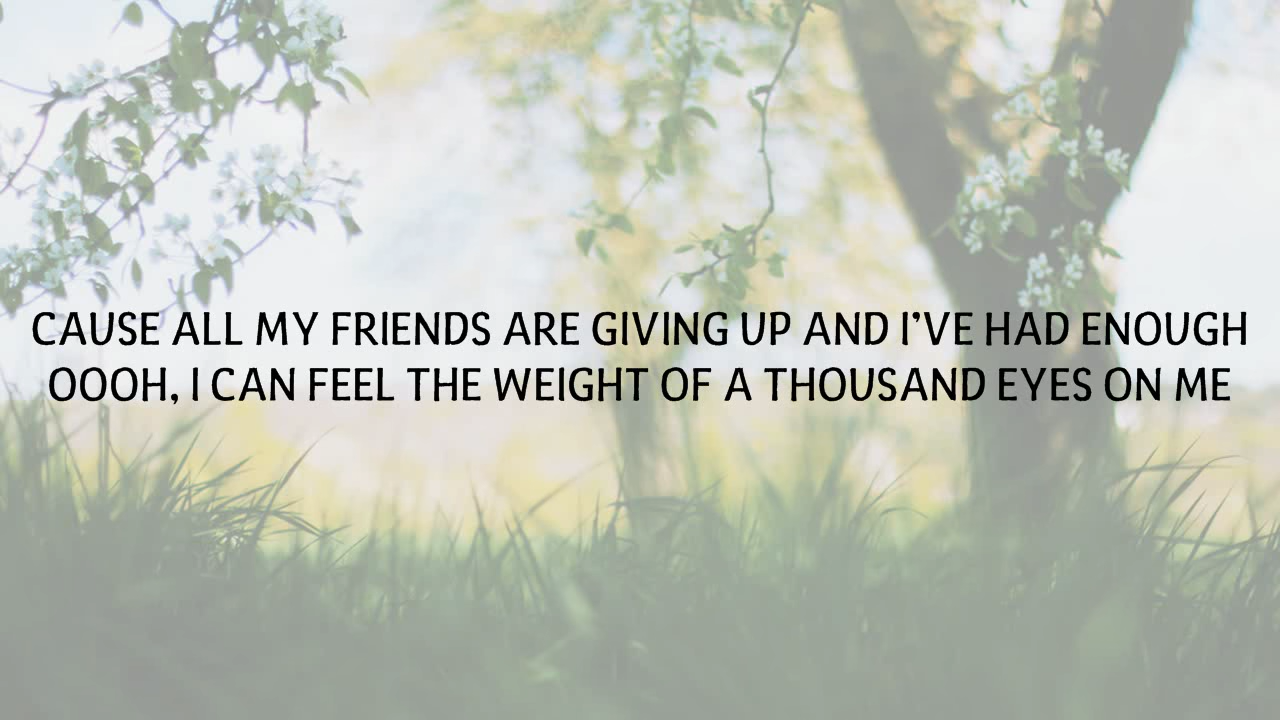 CAUSE ALL MY FRIENDS ARE GIVING UP AND I'VE HAD ENOUGH
OOOH, I CAN FEEL THE WEIGHT OF A THOUSAND EYES ON ME